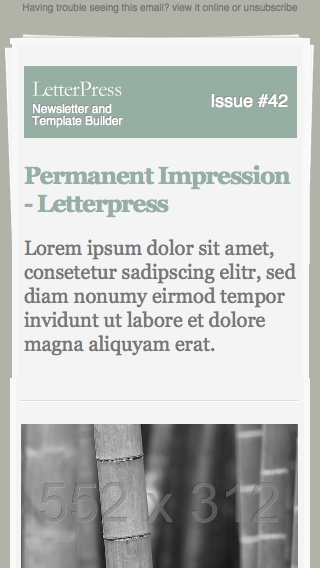 Having trouble seeing this email? view it online or unsubscribe
LetterPress
Newsletter and
Template Builder
Issue #42
Permanent Impression
- Letterpress
Lorem ipsum dolor sit amet,
consetetur sadipscing elitr, sed
diam nonumy eirmod tempor
invidunt ut labore et dolore
magna aliquyam erat.
552 x 312